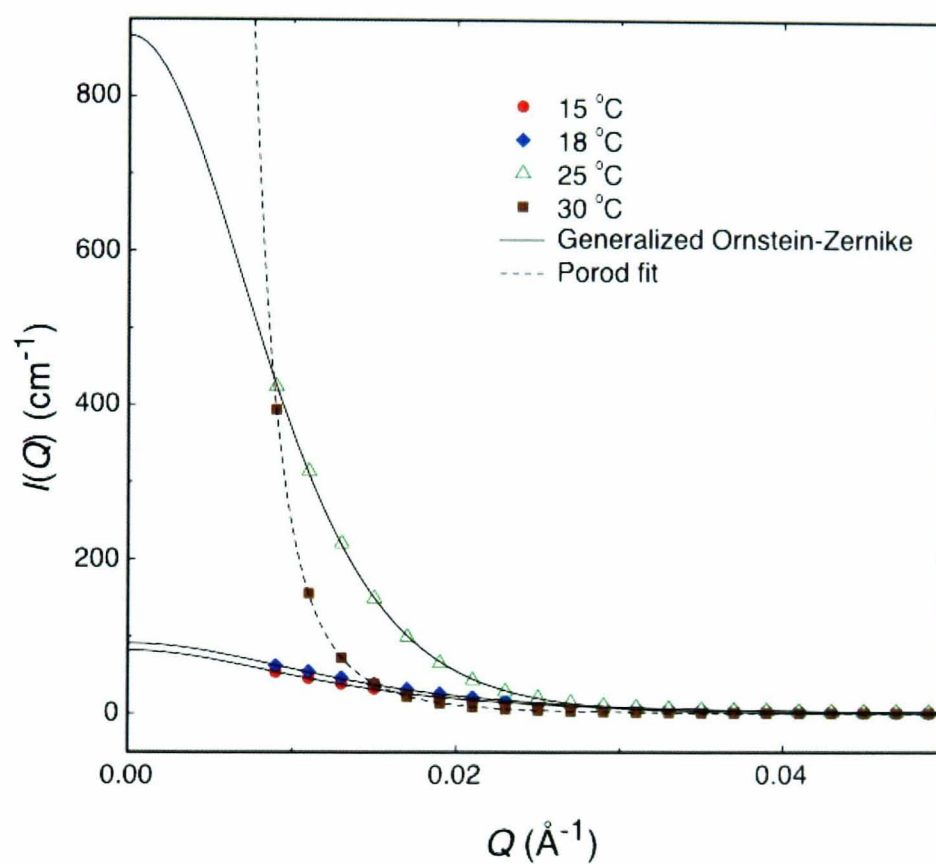 800
600
400
200
0
I(Q) (cm⁻¹)
15 °C
18 °C
25 °C
30 °C
Generalized Ornstein-Zernike
Porod fit
0.00
0.02
0.04
Q (Å⁻¹)